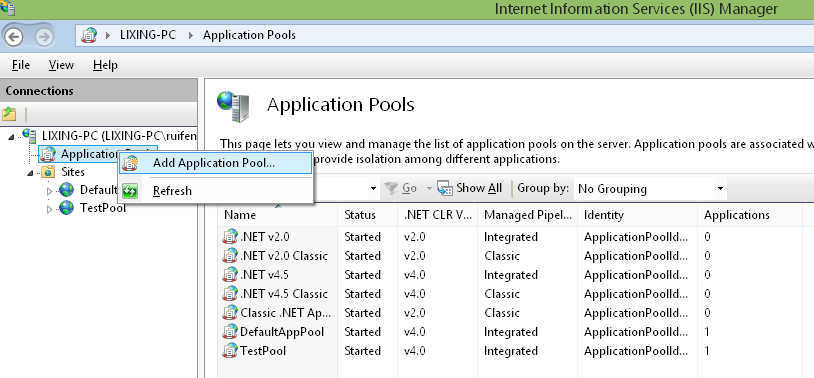 Internet Information Services (IIS) Manager
LIXING-PC Application Pools
File View Help
Connections
LIXING-PC (LIXING-PC\ruifen
Application
Add Application Pool...
Refresh
Sites
Default
TestPool
Application Pools
This page lets you view and manage the list of application pools on the server. Application pools are associated w
provide isolation among different applications.
Go Show All Group by: No Grouping
Name Status .NET CLR V... Managed Pipel... Identity Applications
.NET v2.0 Started v2.0 Integrated ApplicationPoolId... 0
.NET v2.0 Classic Started v2.0 Classic ApplicationPoolId... 0
.NET v4.5 Started v4.0 Integrated ApplicationPoolId... 0
.NET v4.5 Classic Started v4.0 Classic ApplicationPoolId... 0
Classic .NET Ap... Started v2.0 Classic ApplicationPoolId... 0
DefaultAppPool Started v4.0 Integrated ApplicationPoolId... 1
TestPool Started v4.0 Integrated ApplicationPoolId... 1